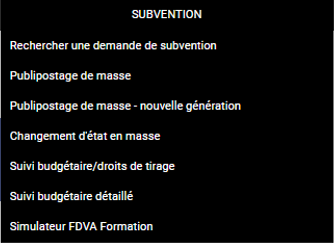 SUBVENTION
Rechercher une demande de subvention
Publipostage de masse
Publipostage de masse - nouvelle génération
Changement d'état en masse
Suivi budgétaire/droits de tirage
Suivi budgétaire détaillé
Simulateur FDVA Formation